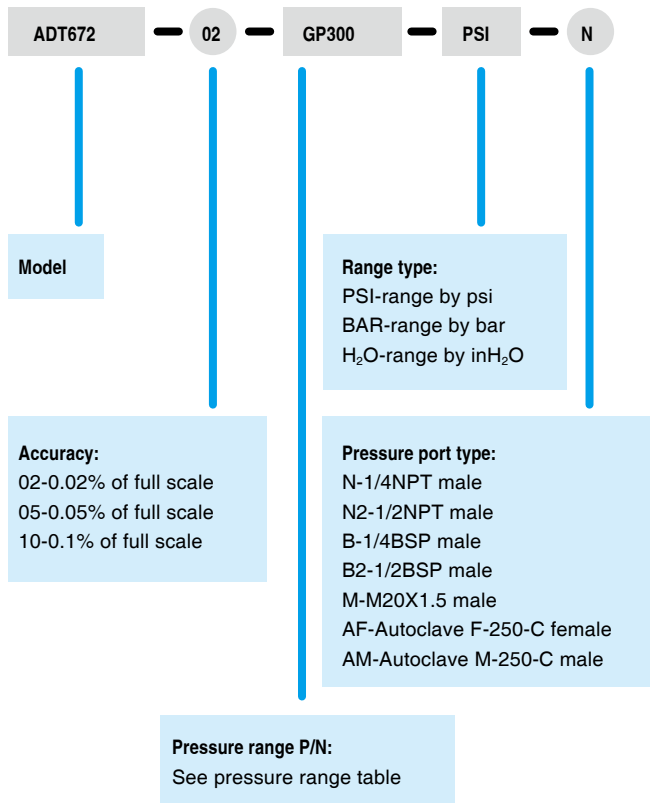 ADT672 02 GP300 PSI N
Model
Range type:
PSI-range by psi
BAR-range by bar
H₂O-range by inH₂O
Accuracy:
02-0.02% of full scale
05-0.05% of full scale
10-0.1% of full scale
Pressure port type:
N-1/4NPT male
N2-1/2NPT male
B-1/4BSP male
B2-1/2BSP male
M-M20X1.5 male
AF-Autoclave F-250-C female
AM-Autoclave M-250-C male
Pressure range P/N:
See pressure range table